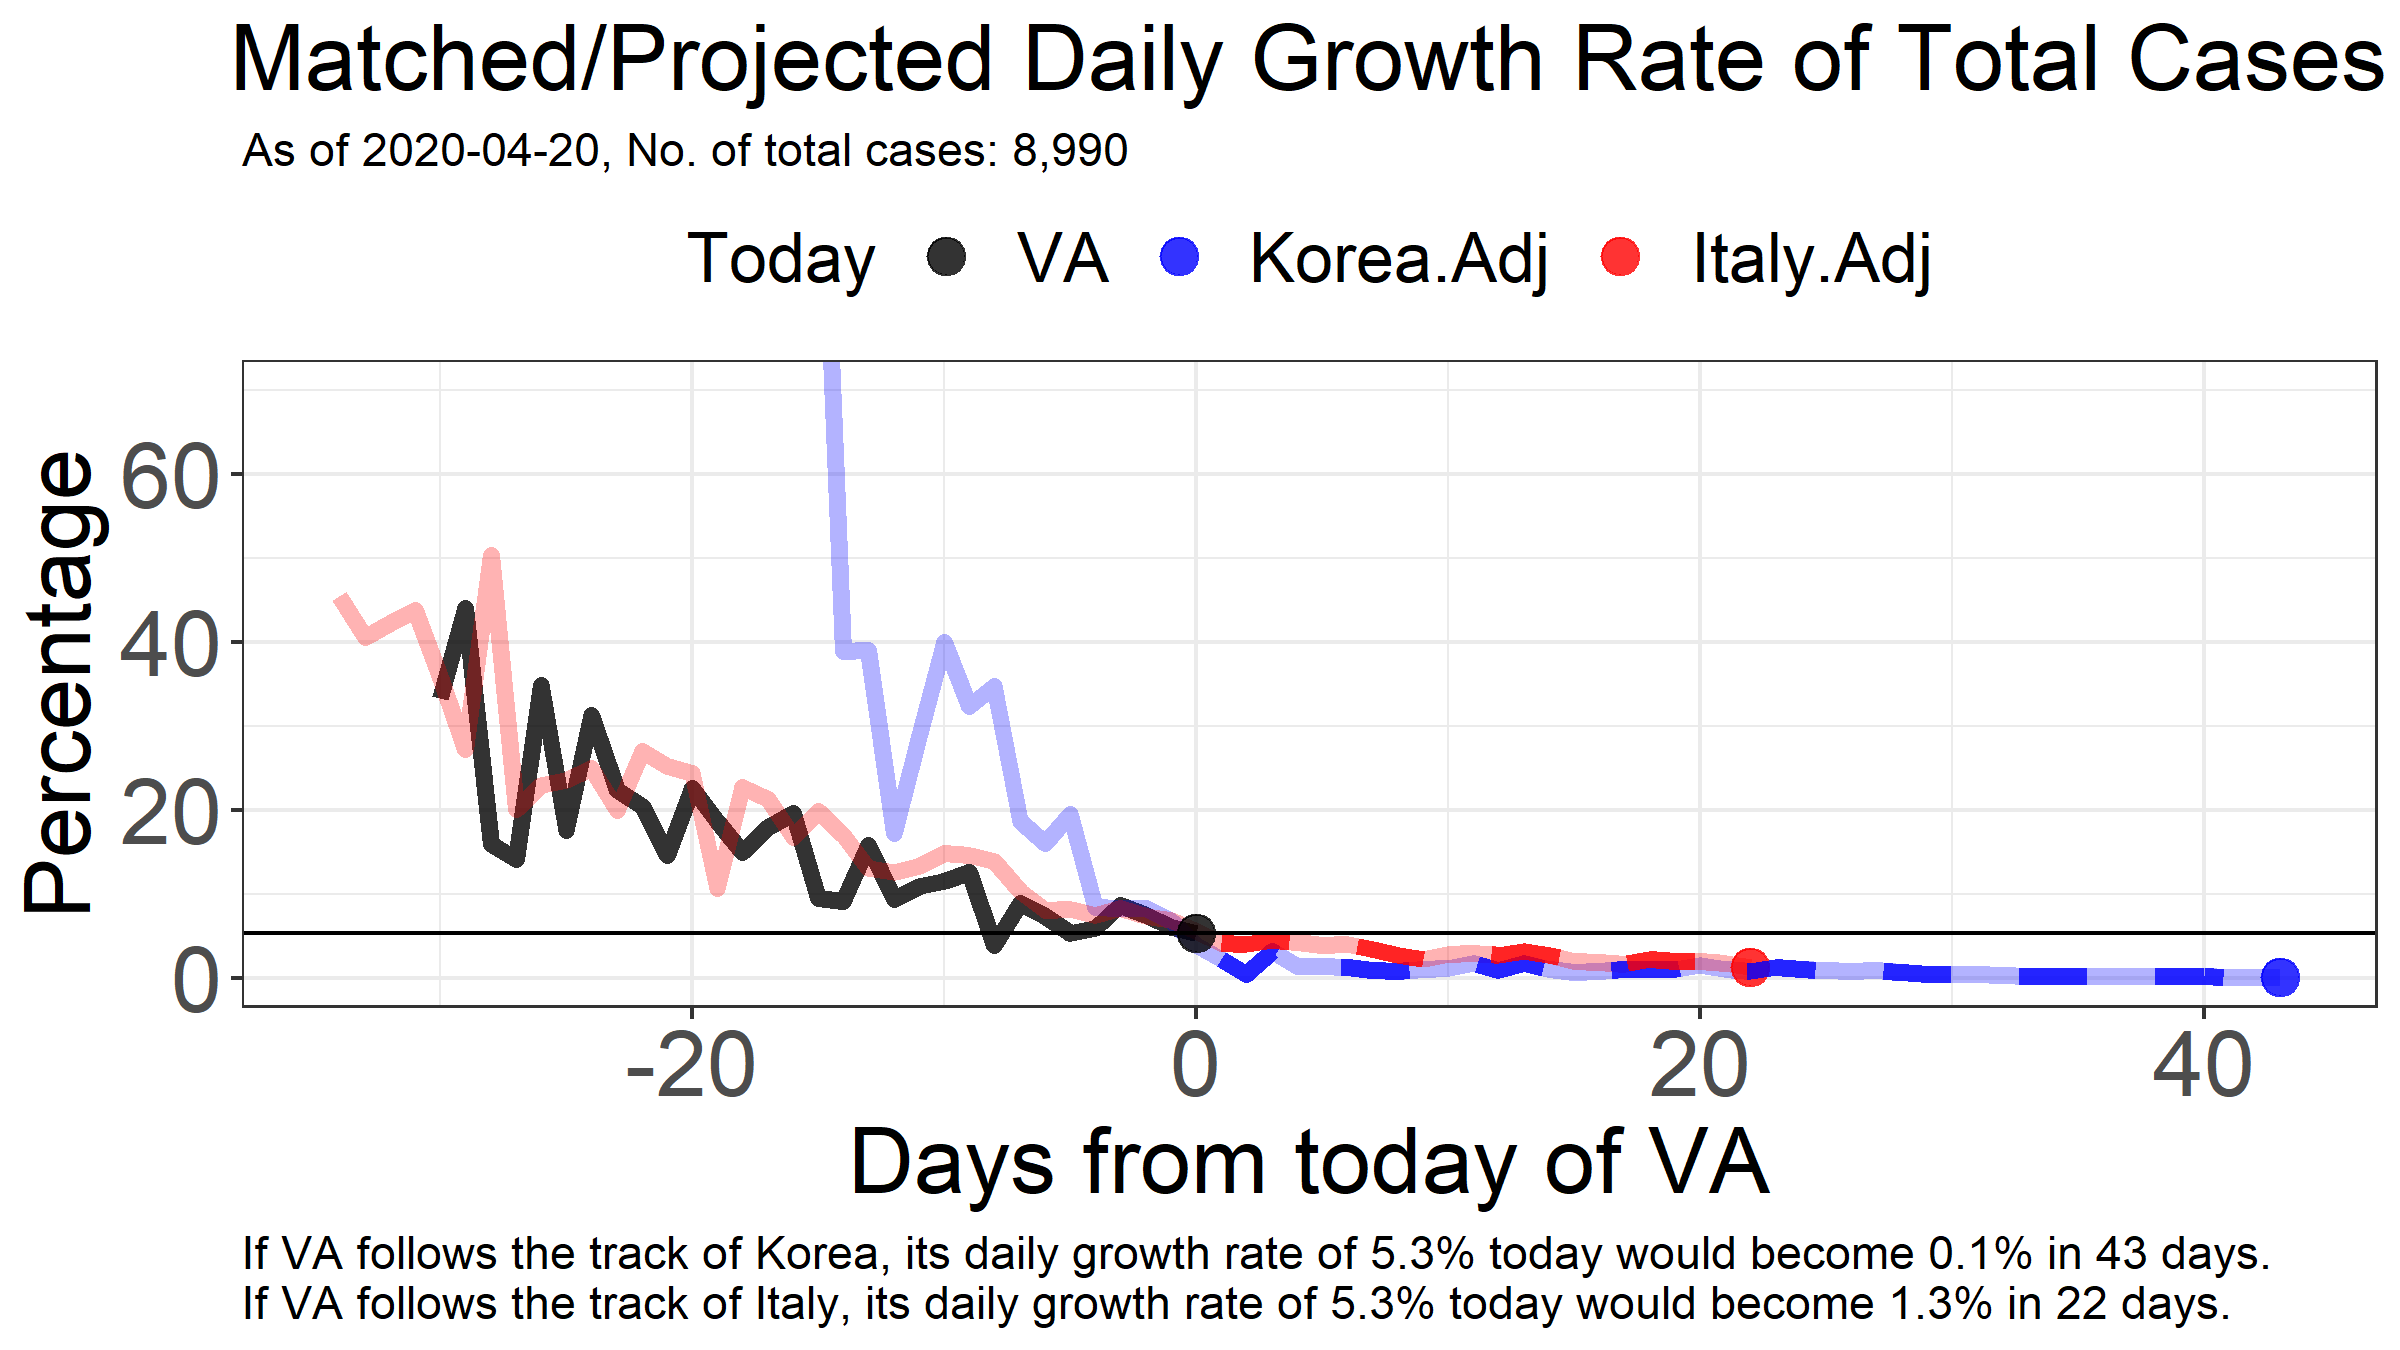 Matched/Projected Daily Growth Rate of Total Cases
As of 2020-04-20, No. of total cases: 8,990
Today VA Korea.Adj Italy.Adj
Percentage
60
40
20
0
-20 0 20 40
Days from today of VA
If VA follows the track of Korea, its daily growth rate of 5.3% today would become 0.1% in 43 days.
If VA follows the track of Italy, its daily growth rate of 5.3% today would become 1.3% in 22 days.